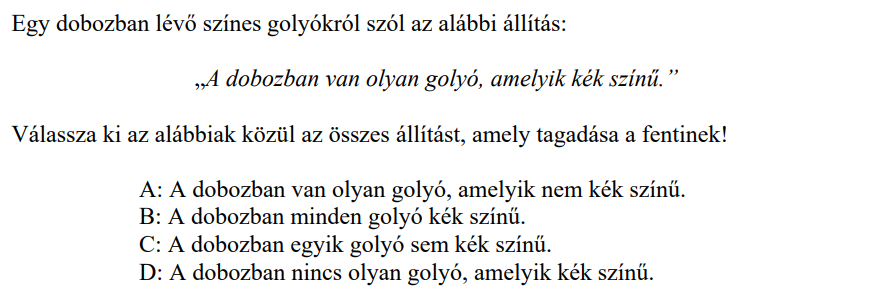 Egy dobozban lévő színes golyókról szól az alábbi állítás:
„A dobozban van olyan golyó, amelyik kék színű.”
Válassza ki az alábbiak közül az összes állítást, amely tagadása a fentinek!
A: A dobozban van olyan golyó, amelyik nem kék színű.
B: A dobozban minden golyó kék színű.
C: A dobozban egyik golyó sem kék színű.
D: A dobozban nincs olyan golyó, amelyik kék színű.